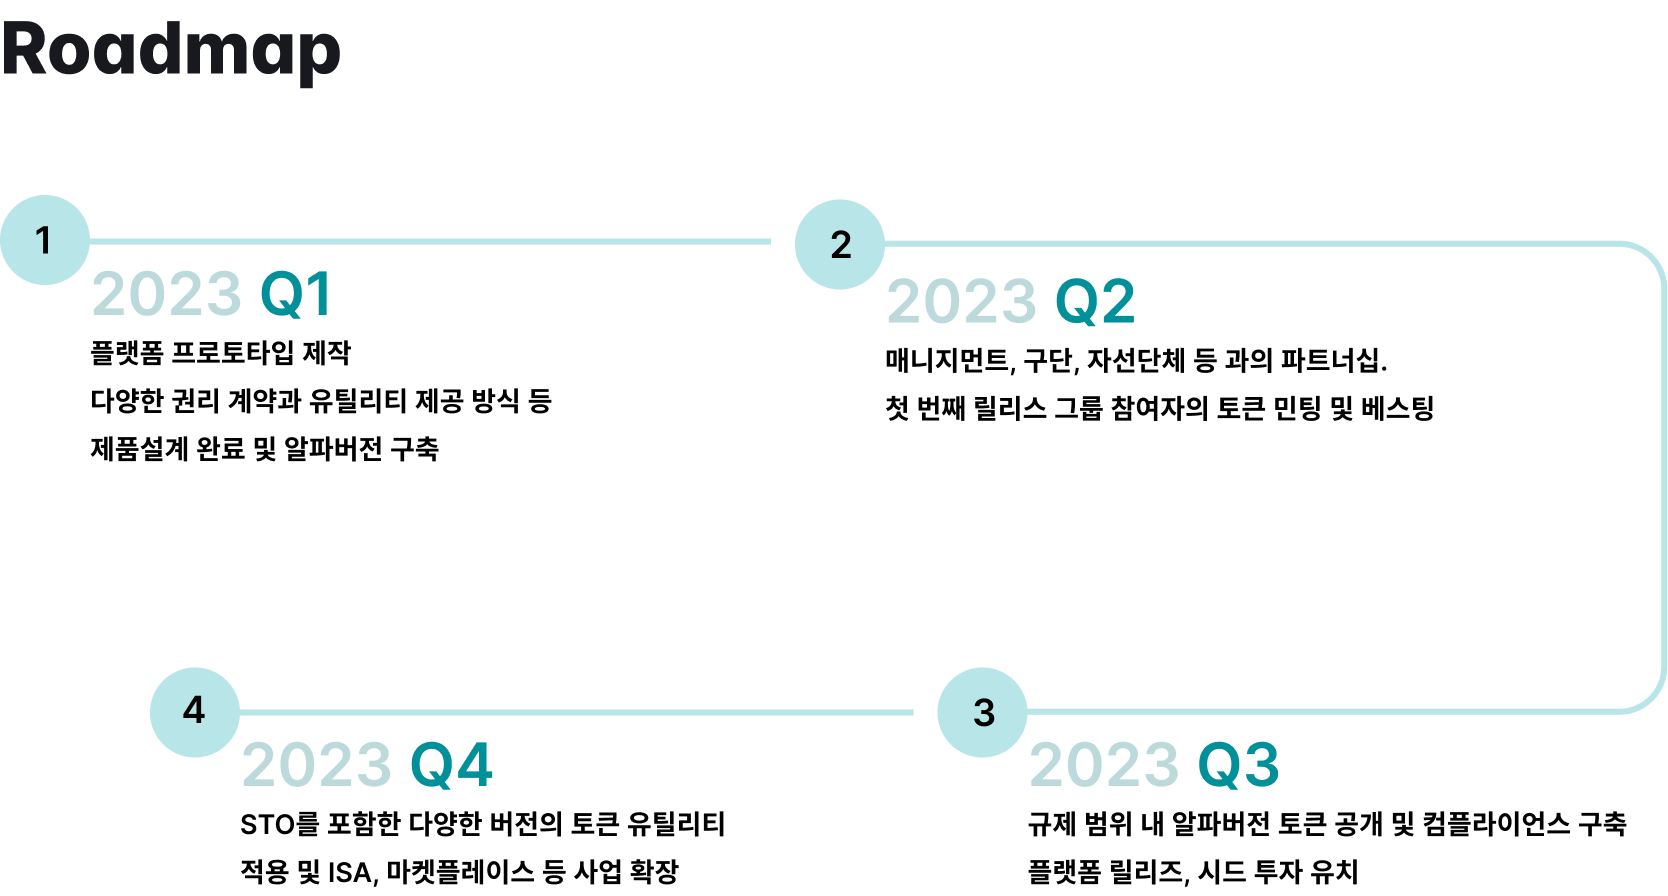 Roadmap
1
2023 Q1
플랫폼 프로토타입 제작
다양한 권리 계약과 유틸리티 제공 방식 등
제품설계 완료 및 알파버전 구축
2
2023 Q2
매니지먼트, 구단, 자선단체 등 과의 파트너십.
첫 번째 릴리스 그룹 참여자의 토큰 민팅 및 베스팅
3
2023 Q3
규제 범위 내 알파버전 토큰 공개 및 컴플라이언스 구축
플랫폼 릴리즈, 시드 투자 유치
4
2023 Q4
STO를 포함한 다양한 버전의 토큰 유틸리티
적용 및 ISA, 마켓플레이스 등 사업 확장